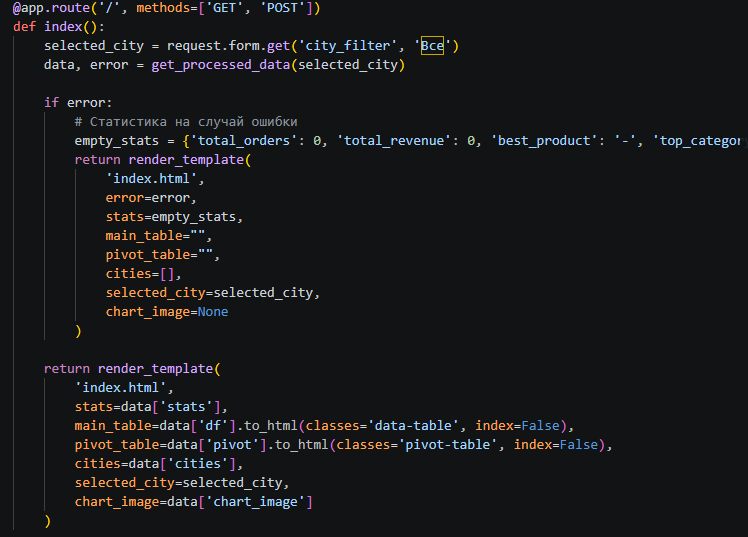 @app.route('/', methods=['GET', 'POST'])
def index():
    selected_city = request.form.get('city_filter', 'Все')
    data, error = get_processed_data(selected_city)

    if error:
        # Статистика на случай ошибки
        empty_stats = {'total_orders': 0, 'total_revenue': 0, 'best_product': '-', 'top_categor
        return render_template(
            'index.html',
            error=error,
            stats=empty_stats,
            main_table="",
            pivot_table="",
            cities=[],
            selected_city=selected_city,
            chart_image=None
        )

    return render_template(
        'index.html',
        stats=data['stats'],
        main_table=data['df'].to_html(classes='data-table', index=False),
        pivot_table=data['pivot'].to_html(classes='pivot-table', index=False),
        cities=data['cities'],
        selected_city=selected_city,
        chart_image=data['chart_image']
    )